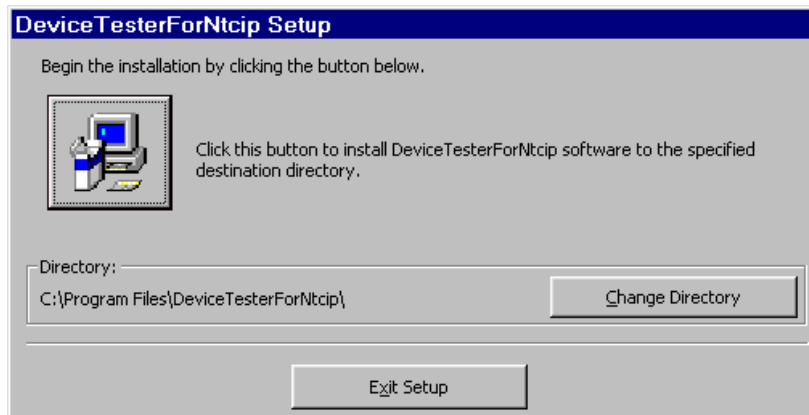 DeviceTesterForNtcip Setup
Begin the installation by clicking the button below.
Click this button to install DeviceTesterForNtcip software to the specified
destination directory.
Directory:
C:\Program Files\DeviceTesterForNtcip\
Change Directory
Exit Setup